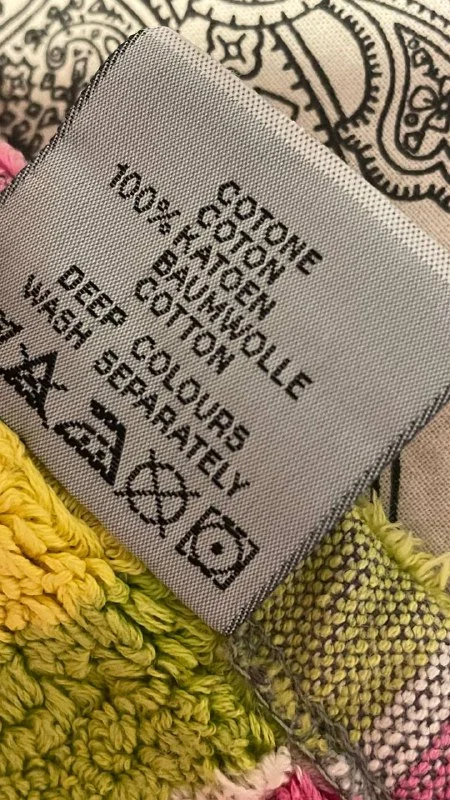 COTONE
COTON
100% KATOEN
BAUMWOLLE
COTTON
DEEP COLOURS
WASH SEPARATELY